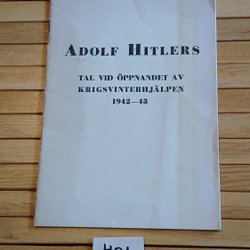 ADOLF HITLERS
TAL VID ÖPPNANDET AV
KRIGSVINTERHJÄLPEN
1942—43